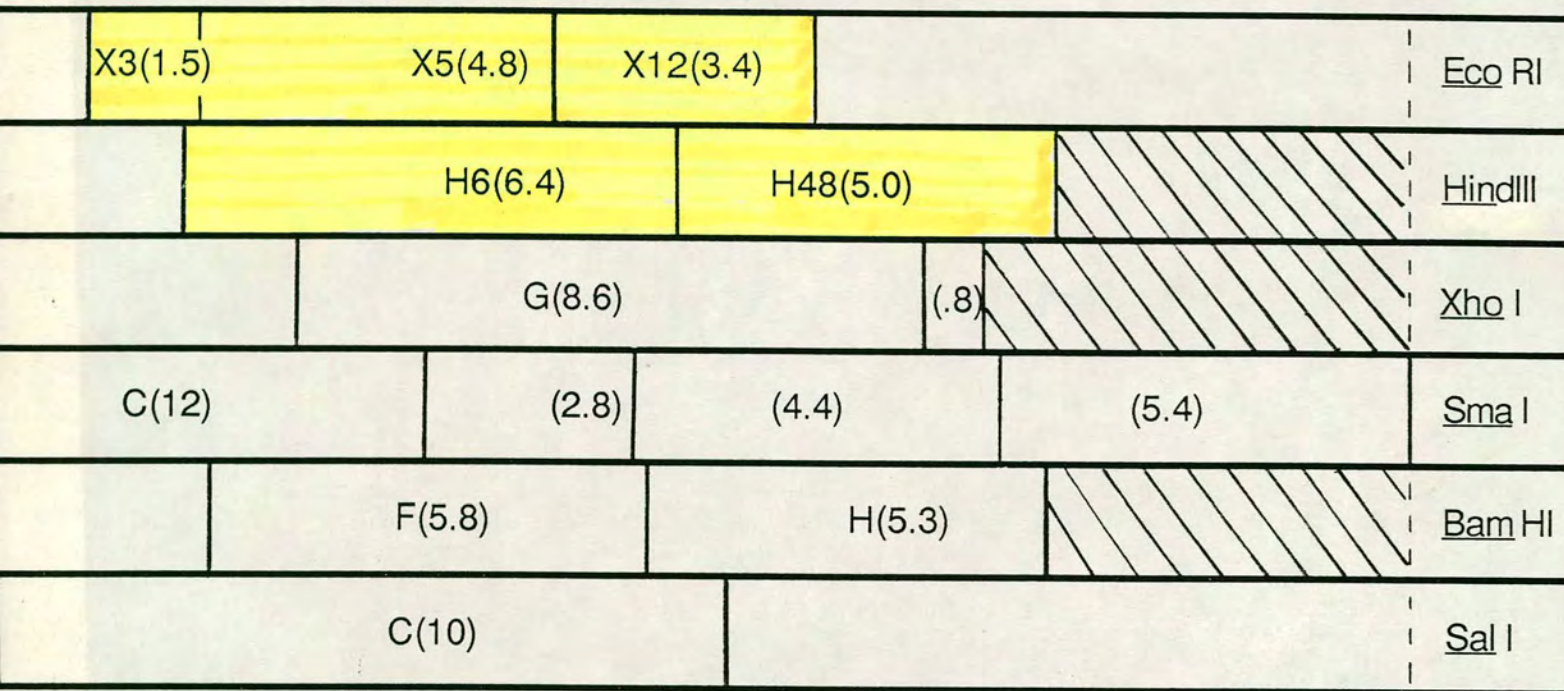 X3(1.5) X5(4.8) X12(3.4) Eco RI
H6(6.4) H48(5.0) HindIII
G(8.6) (.8) Xho I
C(12) (2.8) (4.4) (5.4) Sma I
F(5.8) H(5.3) Bam HI
C(10) Sal I